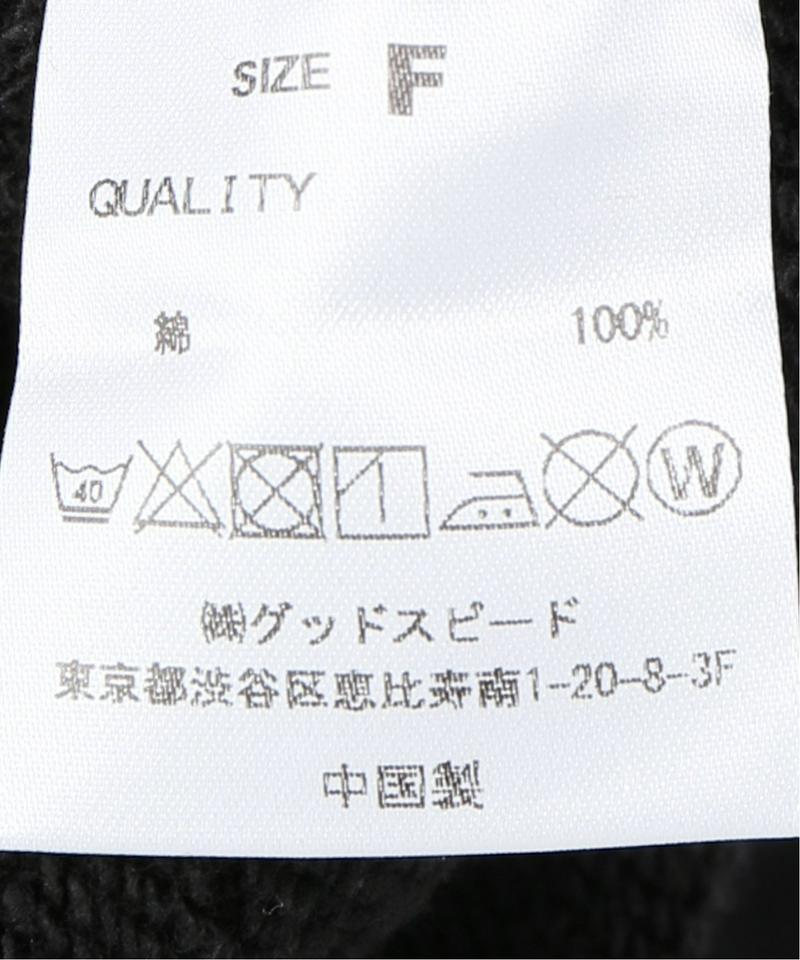 SIZE F
QUALITY
綿 100%
40 W
㈱グッドスピード
東京都渋谷区恵比寿南1-20-8-3F
中国製